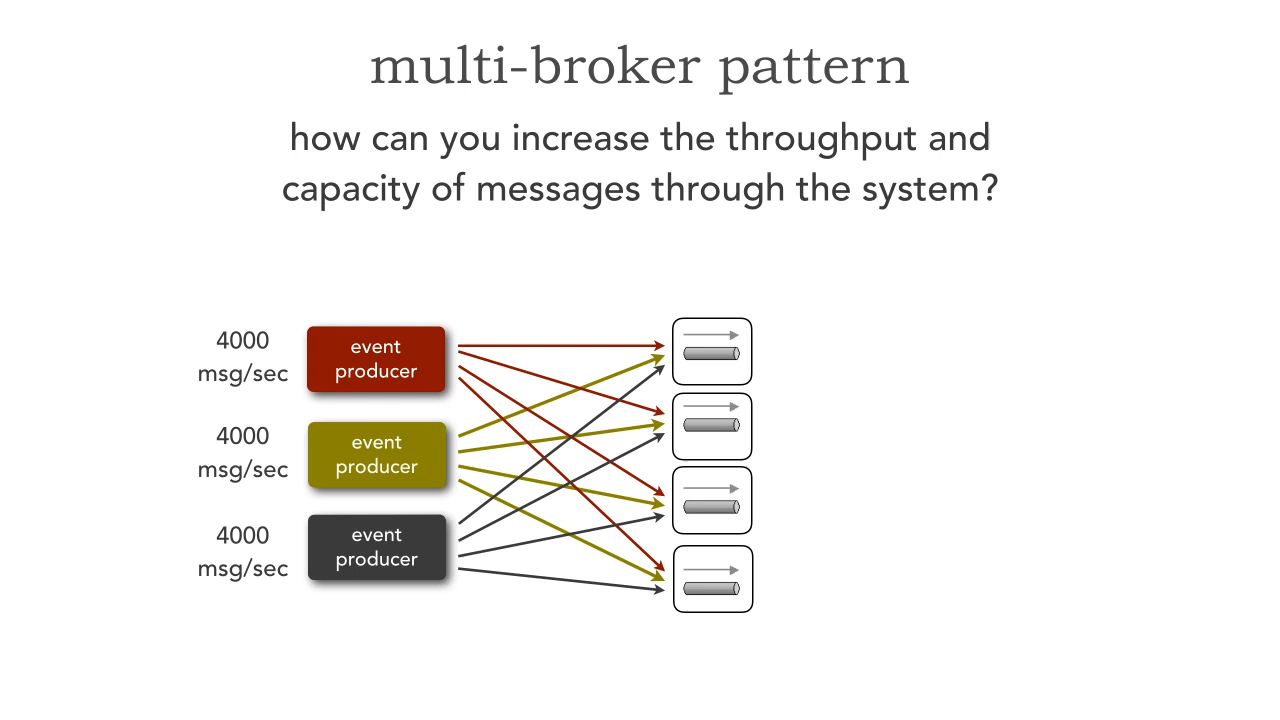 multi-broker pattern
how can you increase the throughput and
capacity of messages through the system?
4000
msg/sec
event
producer
4000
msg/sec
event
producer
4000
msg/sec
event
producer